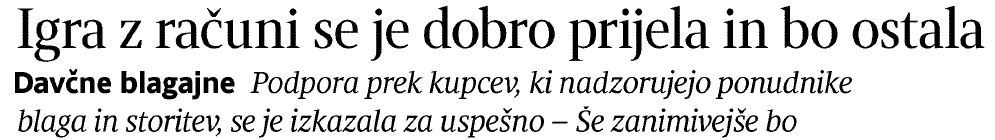 Igra z računi se je dobro prijela in bo ostala
Davčne blagajne Podpora prek kupcev, ki nadzorujejo ponudnike
blaga in storitev, se je izkazala za uspešno – Še zanimivejše bo